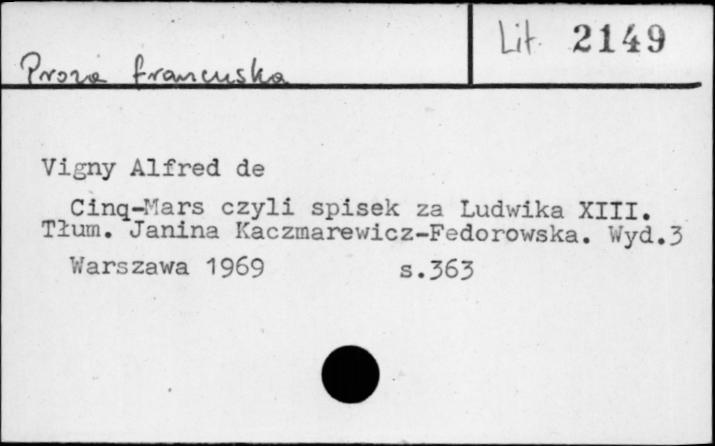 Proza francuska
Lit. 2149
Vigny Alfred de
Cinq-Mars czyli spisek za Ludwika XIII.
Tłum. Janina Kaczmarewicz-Fedorowska. Wyd.3
Warszawa 1969 s.363